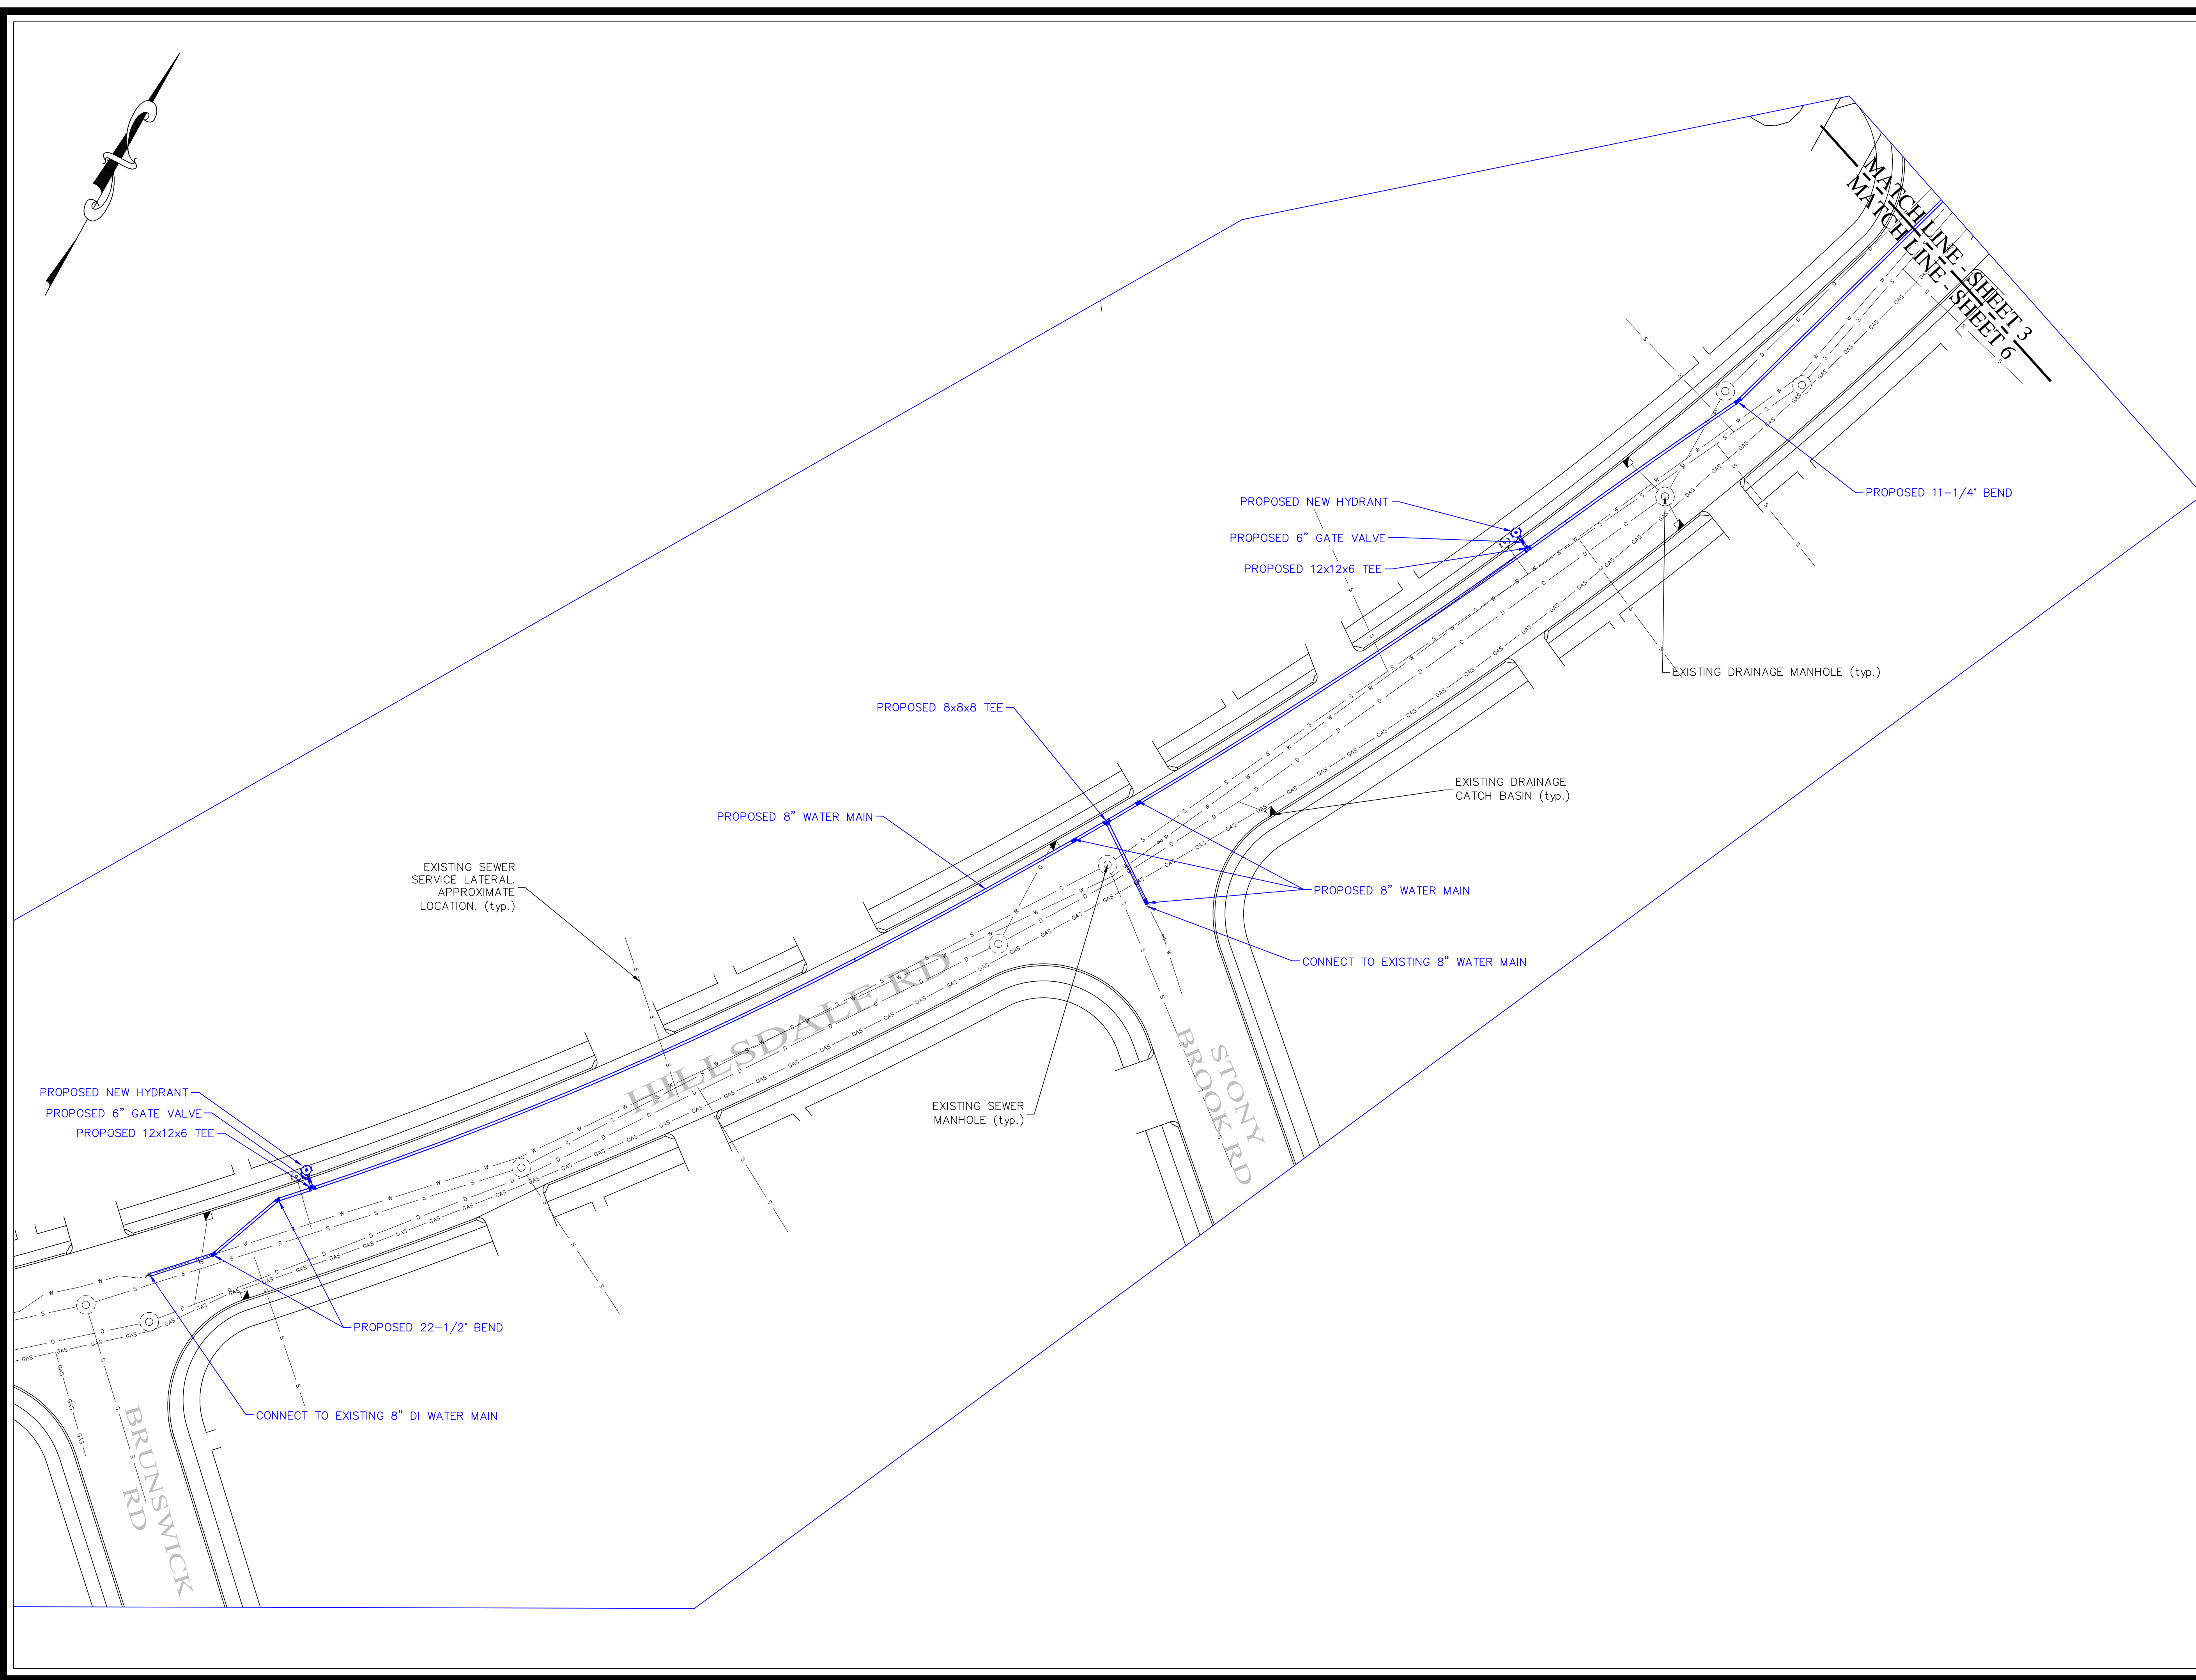 MATCH LINE - SHEET 3
MATCH LINE - SHEET 6
PROPOSED NEW HYDRANT
PROPOSED 6" GATE VALVE
PROPOSED 12x12x6 TEE
PROPOSED 11-1/4° BEND
EXISTING DRAINAGE MANHOLE (typ.)
PROPOSED 8x8x8 TEE
PROPOSED 8" WATER MAIN
EXISTING DRAINAGE
CATCH BASIN (typ.)
EXISTING SEWER
SERVICE LATERAL.
APPROXIMATE
LOCATION. (typ.)
PROPOSED 8" WATER MAIN
CONNECT TO EXISTING 8" WATER MAIN
HILLSDALE RD
STONY
BROOK RD
EXISTING SEWER
MANHOLE (typ.)
PROPOSED NEW HYDRANT
PROPOSED 6" GATE VALVE
PROPOSED 12x12x6 TEE
PROPOSED 22-1/2° BEND
CONNECT TO EXISTING 8" DI WATER MAIN
BRUNSWICK
RD